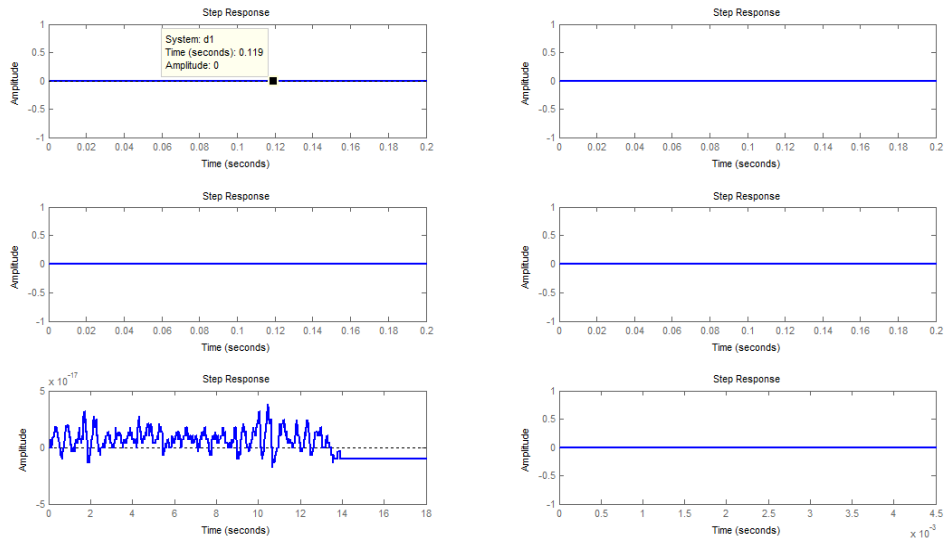 Step Response
1
0.5
0
-0.5
-1
Amplitude
System: d1
Time (seconds): 0.119
Amplitude: 0
0 0.02 0.04 0.06 0.08 0.1 0.12 0.14 0.16 0.18 0.2
Time (seconds)
Step Response
1
0.5
0
-0.5
-1
Amplitude
0 0.02 0.04 0.06 0.08 0.1 0.12 0.14 0.16 0.18 0.2
Time (seconds)
Step Response
1
0.5
0
-0.5
-1
Amplitude
0 0.02 0.04 0.06 0.08 0.1 0.12 0.14 0.16 0.18 0.2
Time (seconds)
Step Response
1
0.5
0
-0.5
-1
Amplitude
0 0.02 0.04 0.06 0.08 0.1 0.12 0.14 0.16 0.18 0.2
Time (seconds)
Step Response
x 10^-17
5
0
-5
Amplitude
0 2 4 6 8 10 12 14 16 18
Time (seconds)
Step Response
1
0.5
0
-0.5
-1
Amplitude
0 0.5 1 1.5 2 2.5 3 3.5 4 4.5
x 10^-3
Time (seconds)